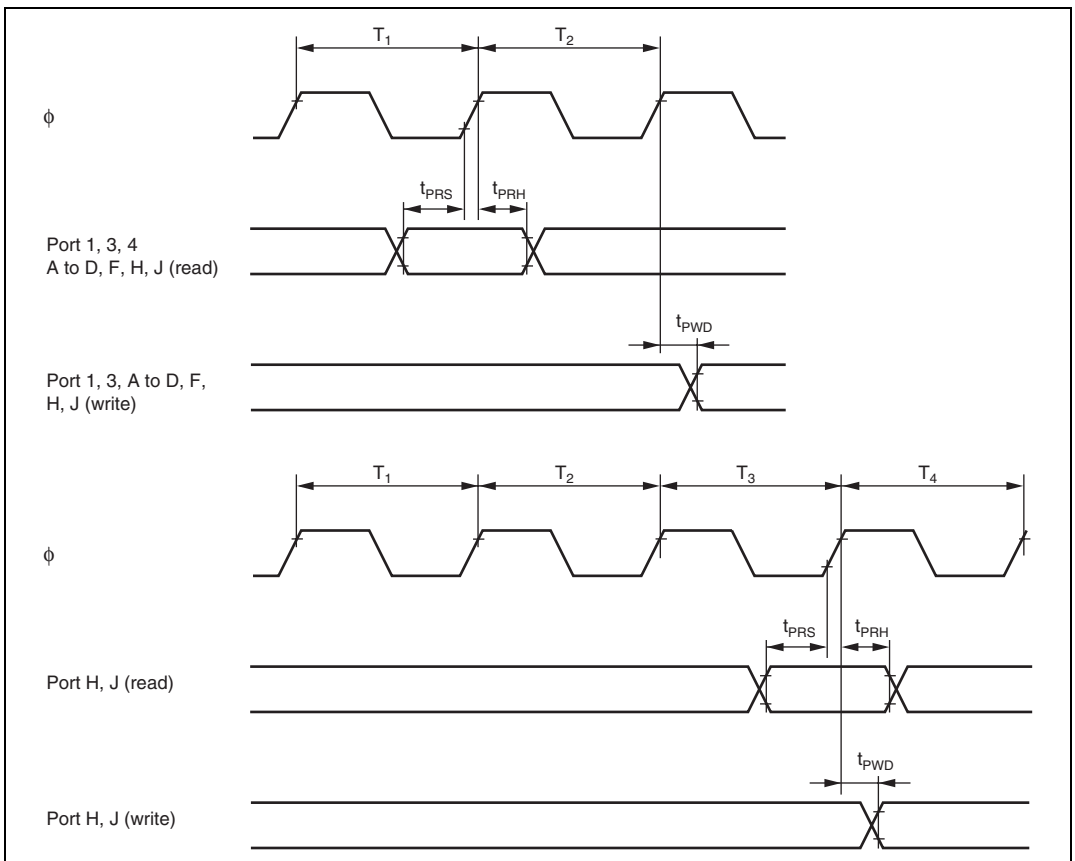 T1 T2
ϕ
tPRS tPRH
Port 1, 3, 4
A to D, F, H, J (read)
tPWD
Port 1, 3, A to D, F,
H, J (write)
T1 T2 T3 T4
ϕ
tPRS tPRH
Port H, J (read)
tPWD
Port H, J (write)